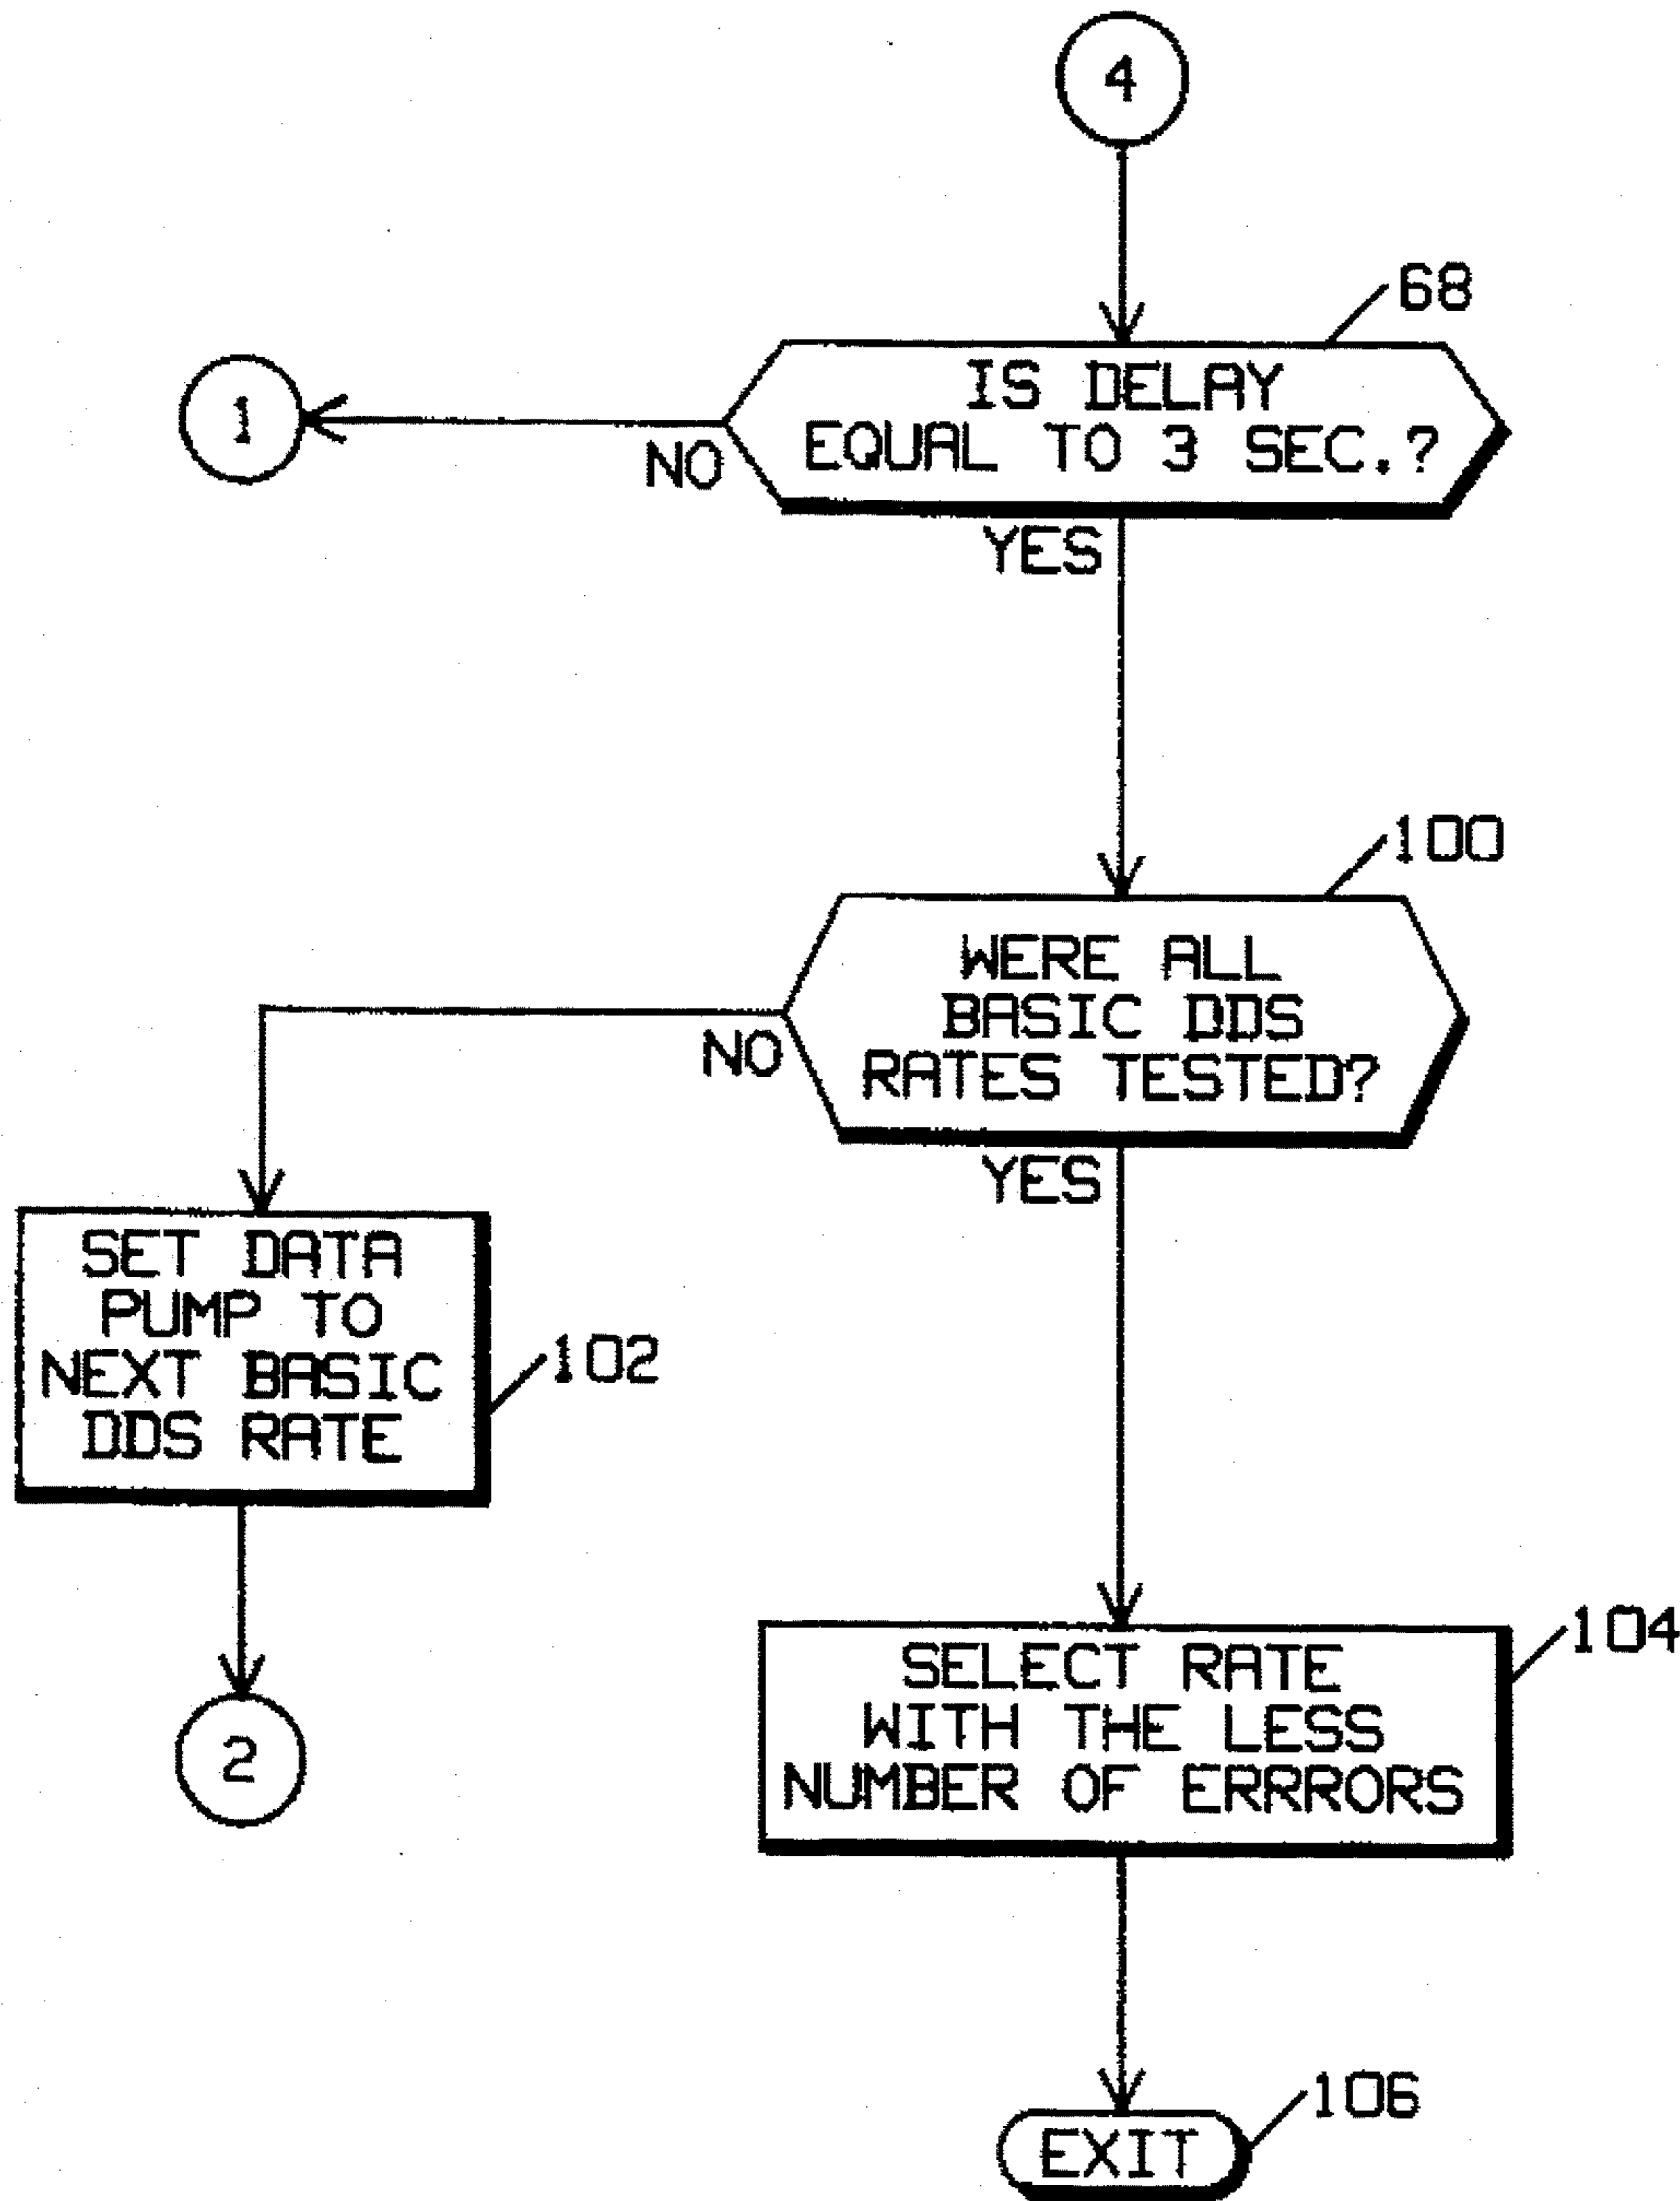 4
68
IS DELAY
EQUAL TO 3 SEC.?
1
NO
YES
100
WERE ALL
BASIC DDS
RATES TESTED?
NO
YES
SET DATA
PUMP TO
NEXT BASIC
DDS RATE
102
2
104
SELECT RATE
WITH THE LESS
NUMBER OF ERRRORS
106
EXIT